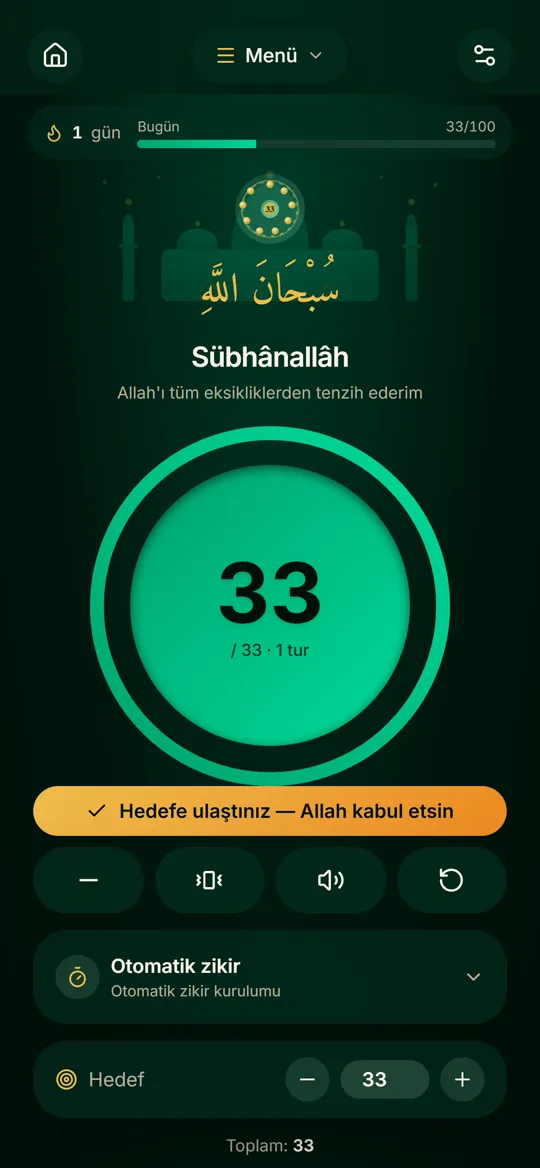 Menü
1 gün
Bugün 33/100
33
سُبْحَانَ اللَّهِ
Sübhânallâh
Allah'ı tüm eksikliklerden tenzih ederim
33
/ 33 · 1 tur
Hedefe ulaştınız — Allah kabul etsin
Otomatik zikir
Otomatik zikir kurulumu
Hedef 33
Toplam: 33